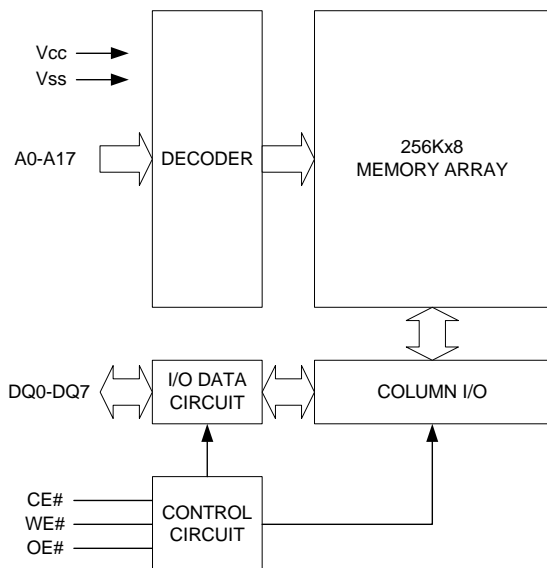 Vcc
Vss
A0-A17
DECODER
256Kx8
MEMORY ARRAY
DQ0-DQ7
I/O DATA
CIRCUIT
COLUMN I/O
CE#
WE#
OE#
CONTROL
CIRCUIT